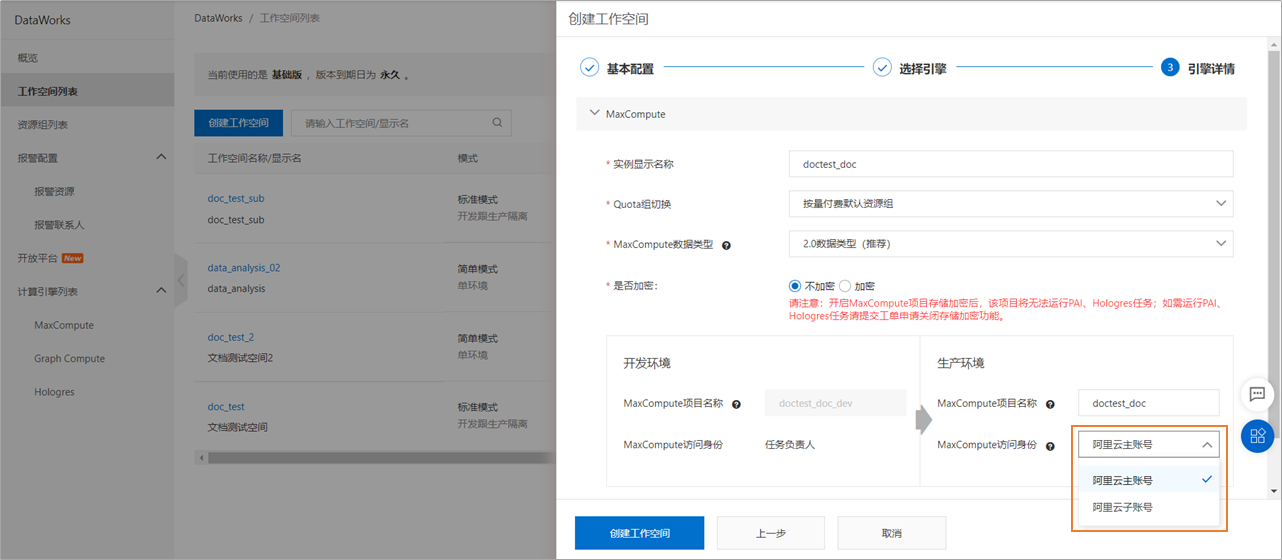 DataWorks
概览
工作空间列表
资源组列表
报警配置
报警资源
报警联系人
开放平台 New
计算引擎列表
MaxCompute
Graph Compute
Hologres
DataWorks / 工作空间列表
当前使用的是 基础版 ，版本到期日为 永久 。
创建工作空间
请输入工作空间/显示名
工作空间名称/显示名 模式
doc_test_sub 标准模式
doc_test_sub 开发跟生产隔离
data_analysis_02 简单模式
data_analysis 单环境
doc_test_2 简单模式
文档测试空间2 单环境
doc_test 标准模式
文档测试空间 开发跟生产隔离
创建工作空间
基本配置 选择引擎 3 引擎详情
MaxCompute
* 实例显示名称 doctest_doc
* Quota组切换 按量付费默认资源组
* MaxCompute数据类型 ? 2.0数据类型（推荐）
* 是否加密: 不加密 加密
请注意：开启MaxCompute项目存储加密后，该项目将无法运行PAI、Hologres任务；如需运行PAI、
Hologres任务请提交工单申请关闭存储加密功能。
开发环境
MaxCompute项目名称 ? doctest_doc_dev
MaxCompute访问身份 任务负责人
生产环境
MaxCompute项目名称 ? doctest_doc
MaxCompute访问身份 ? 阿里云主账号
阿里云主账号
阿里云子账号
创建工作空间 上一步 取消